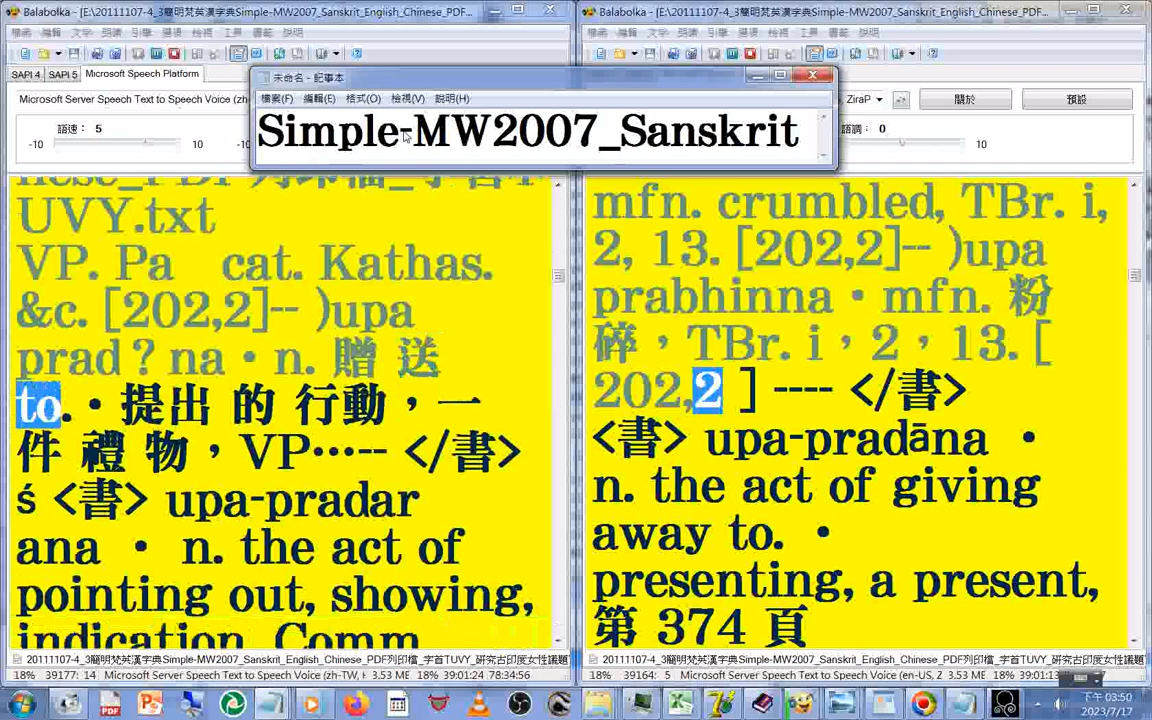 Balabolka - [E:\20111107-4_3簡明梵英漢字典Simple-MW2007_Sanskrit_English_Chinese_PDF...
Balabolka - [E:\20111107-4_3簡明梵英漢字典Simple-MW2007_Sanskrit_English_Chinese_PDF...
SAPI 4 SAPI 5 Microsoft Speech Platform
未命名 - 記事本
檔案(F) 編輯(E) 格式(O) 檢視(V) 說明(H)
Simple-MW2007_Sanskrit
Microsoft Server Speech Text to Speech Voice (zh-
, ZiraP 關於 預設
語速： 5
-10 10
語調： 0
10
UVY.txt
VP. Pa cat. Kathas.
&c. [202,2]-- )upa
prad？na‧n. 贈 送
to.‧提出 的 行動，一
件 禮 物，VP…-- </書>
ś <書> upa-pradar
ana ‧ n. the act of
pointing out, showing,
indication, Comm.
mfn. crumbled, TBr. i,
2, 13. [202,2]-- )upa
prabhinna‧mfn. 粉
碎，TBr. i，2，13. [
202,2 ] ---- </書>
<書> upa-pradāna ‧
n. the act of giving
away to. ‧
presenting, a present,
第 374 頁
20111107-4_3簡明梵英漢字典Simple-MW2007_Sanskrit_English_Chinese_PDF列印檔_字首TUVY_研究古印度女性議題
20111107-4_3簡明梵英漢字典Simple-MW2007_Sanskrit_English_Chinese_PDF列印檔_字首TUVY_研究古印度女性議題
18% 39177: 14 Microsoft Server Speech Text to Speech Voice (zh-TW, 3.53 MB 18% 39:01:24 78:34:56
18% 39164: 5 Microsoft Server Speech Text to Speech Voice (en-US, Z 3.53 MB 18% 39:01:13
下午 03:50
2023/7/17